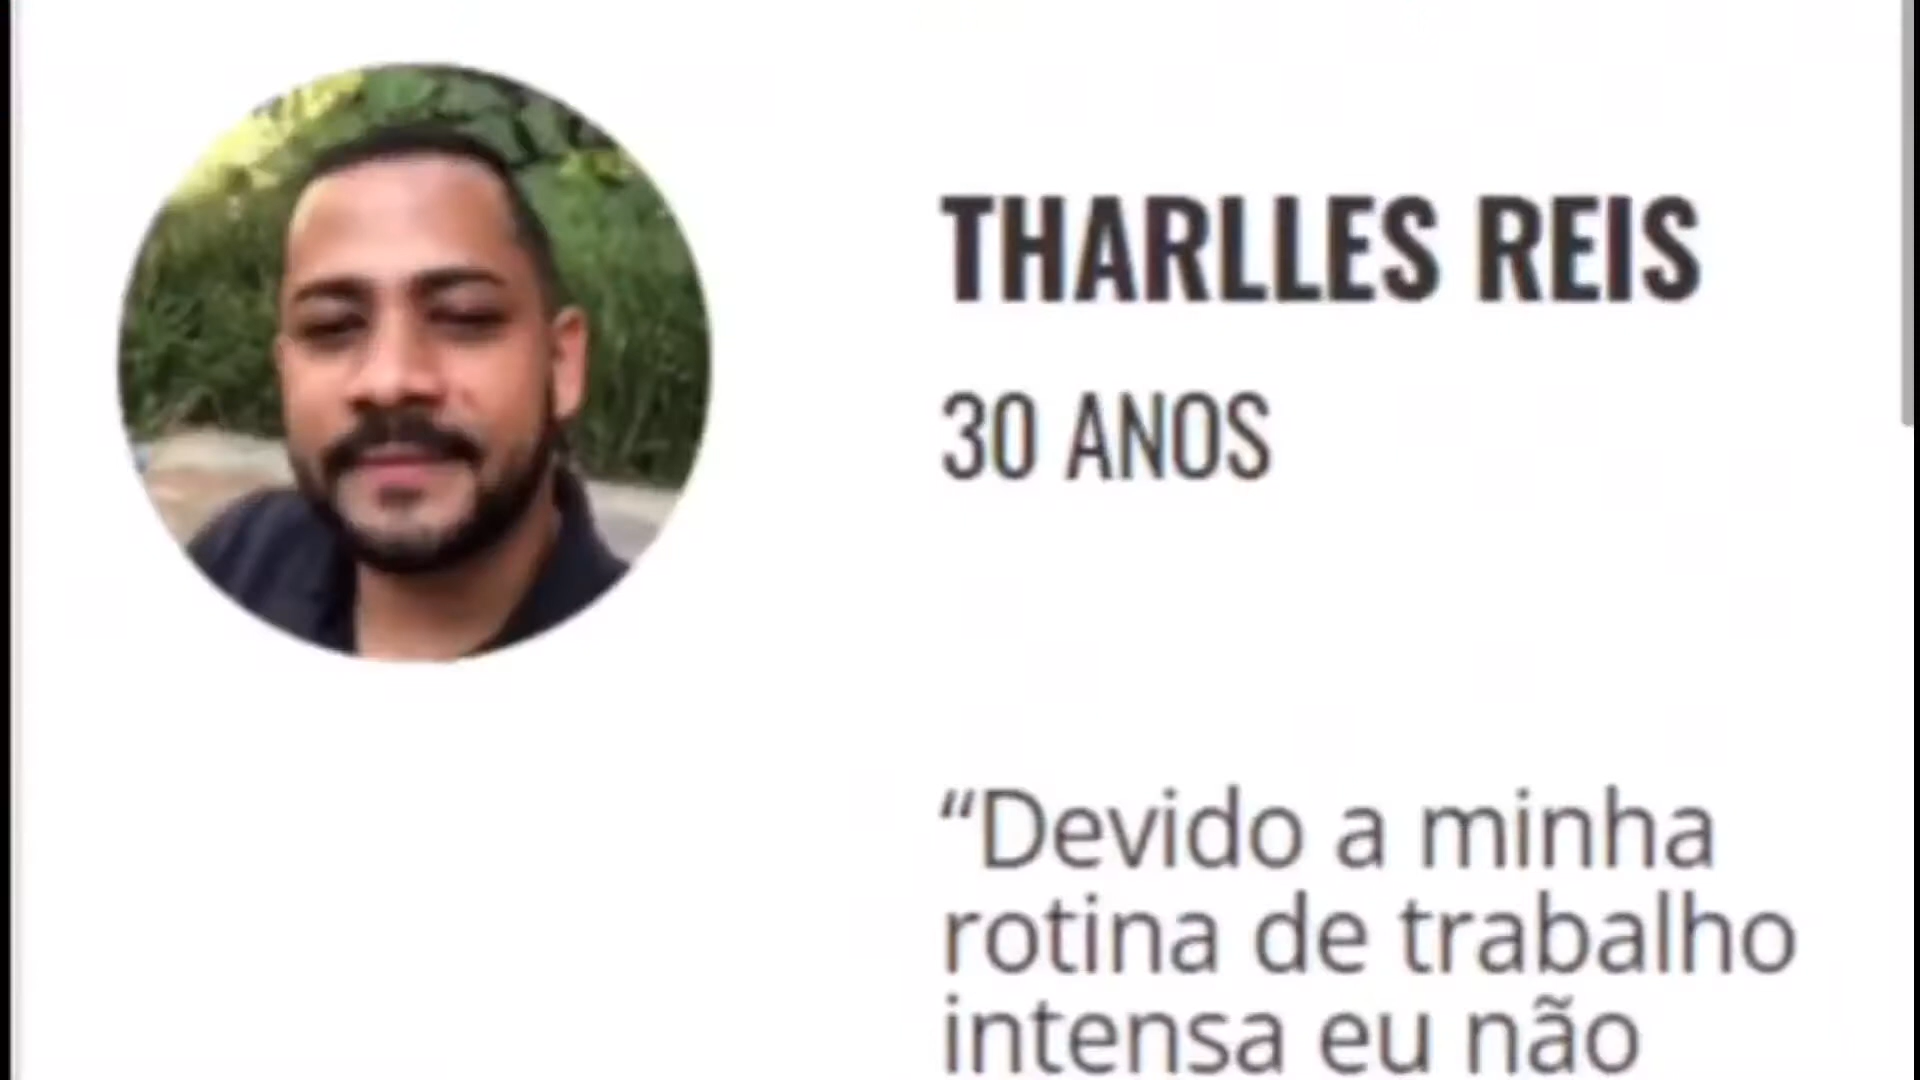 THARLLES REIS
30 ANOS
“Devido a minha
rotina de trabalho
intensa eu não